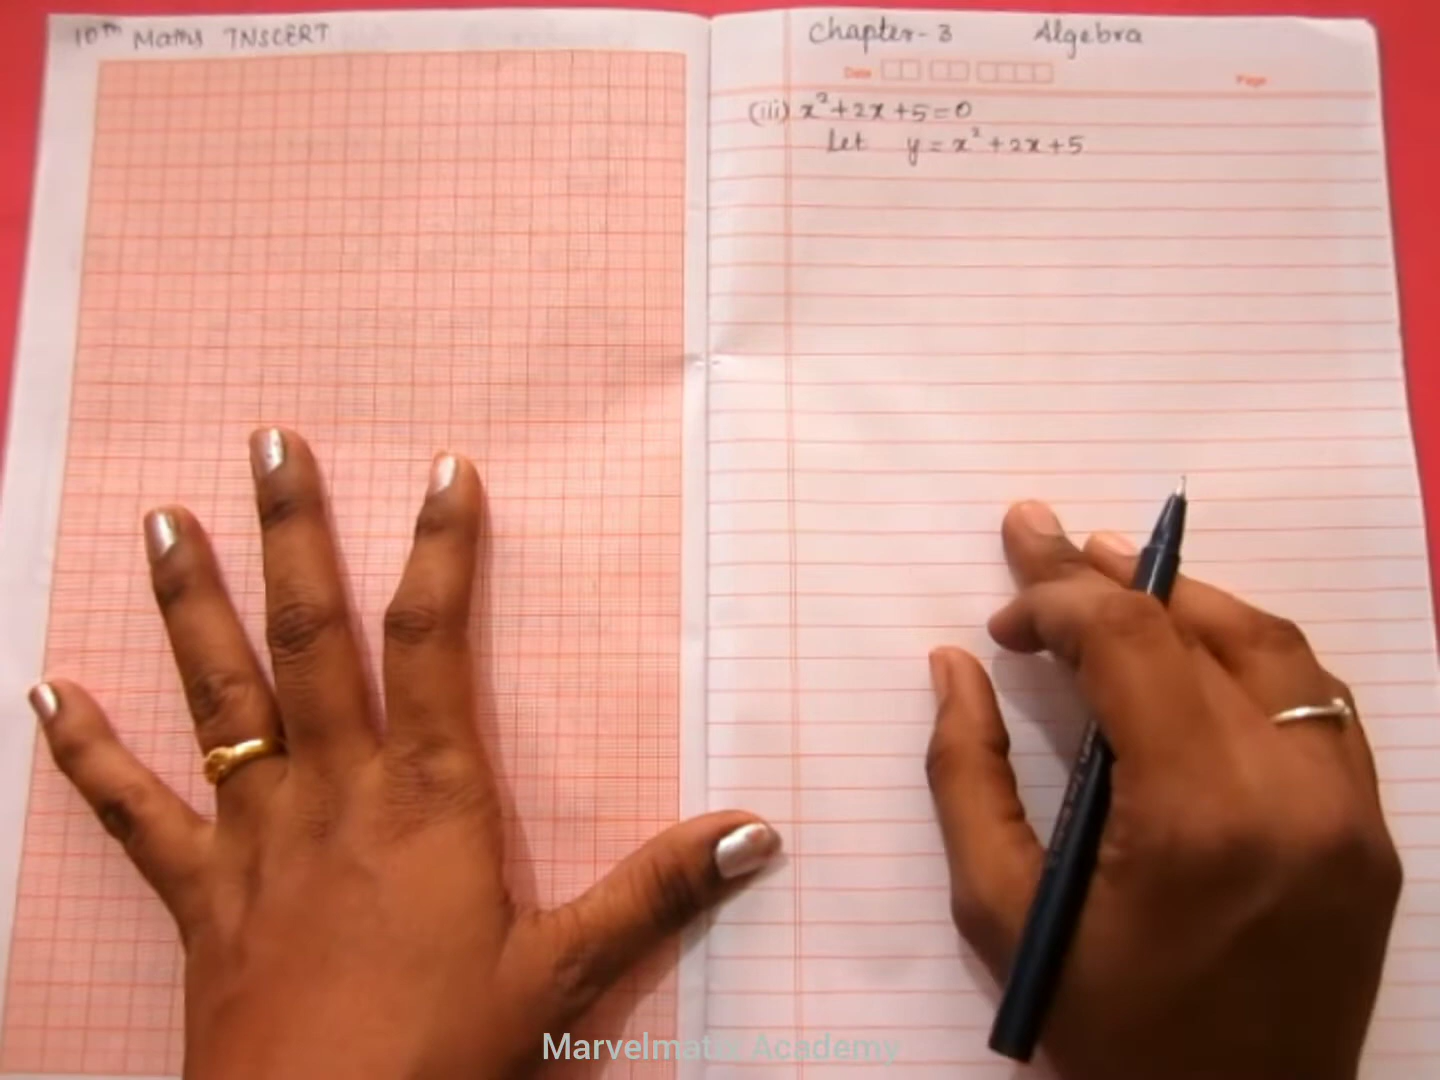 10th Maths TNSCERT
Chapter-3 Algebra
Date Page
(iii) x²+2x+5=0
Let y = x²+2x+5
Marvelmatix Academy